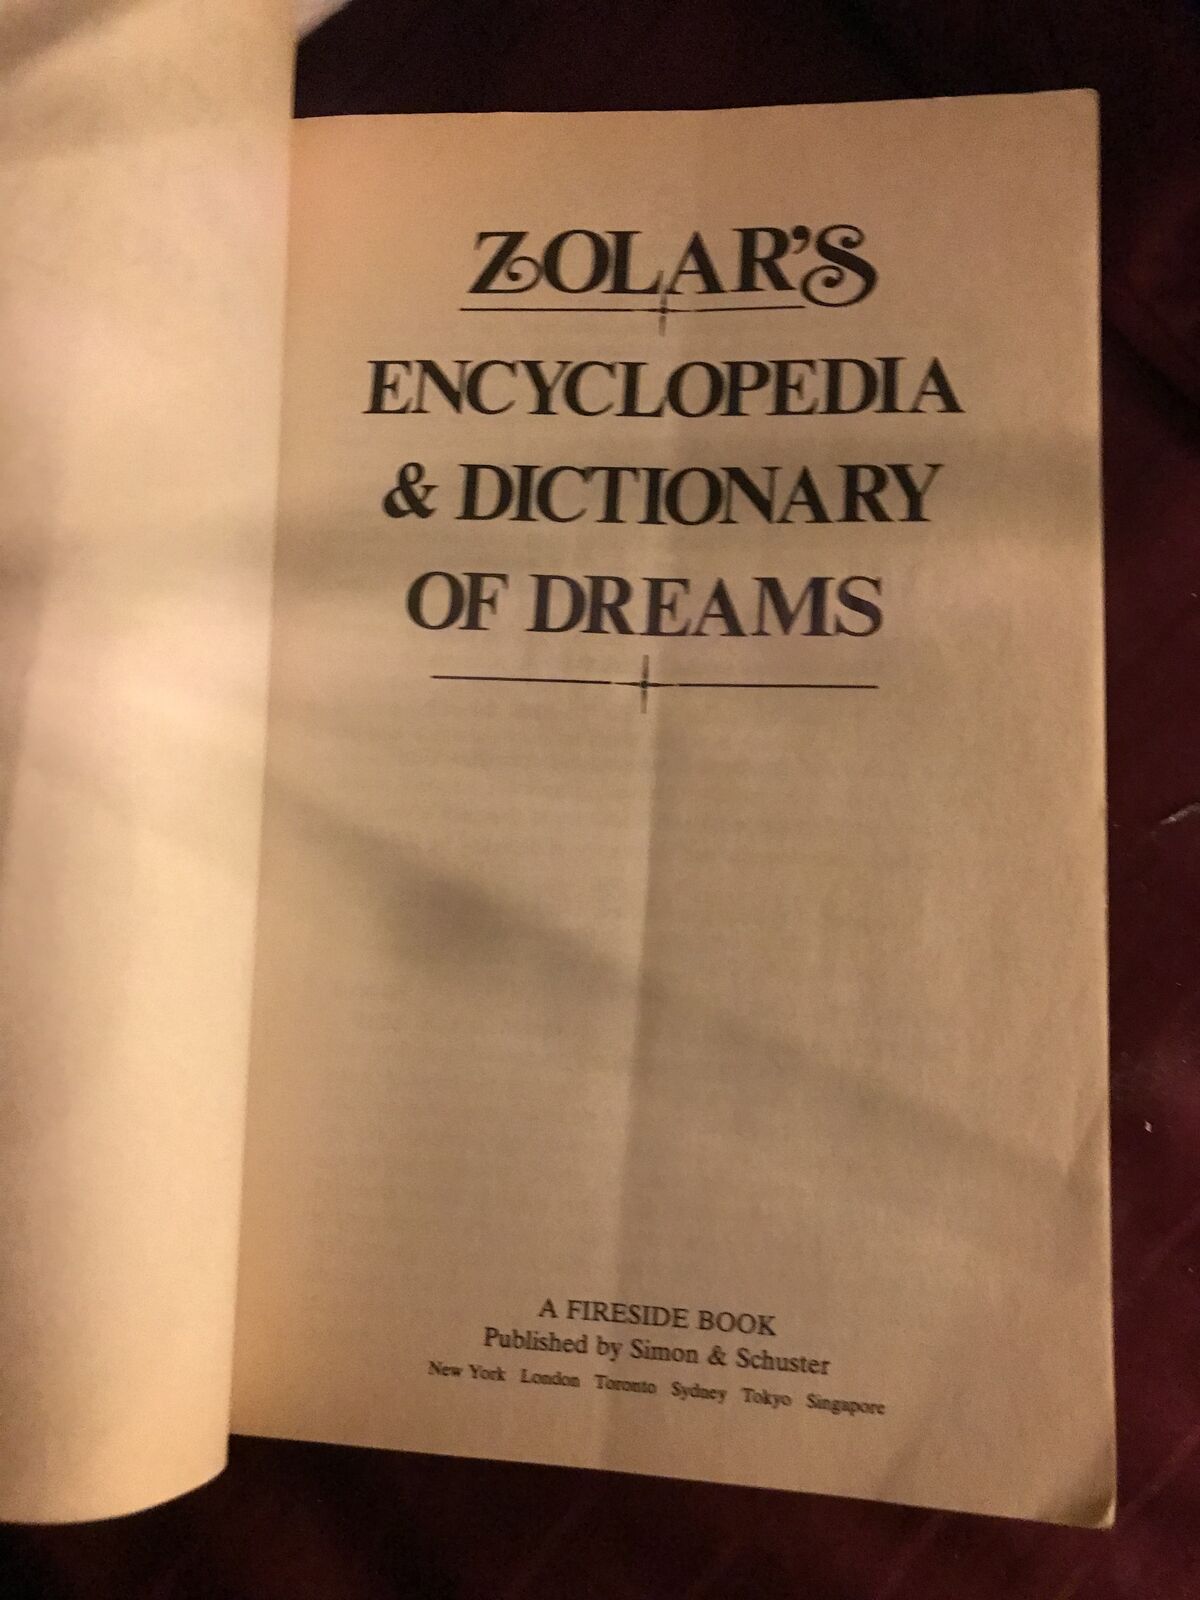 ZOLAR'S
ENCYCLOPEDIA
& DICTIONARY
OF DREAMS
A FIRESIDE BOOK
Published by Simon & Schuster
New York London Toronto Sydney Tokyo Singapore